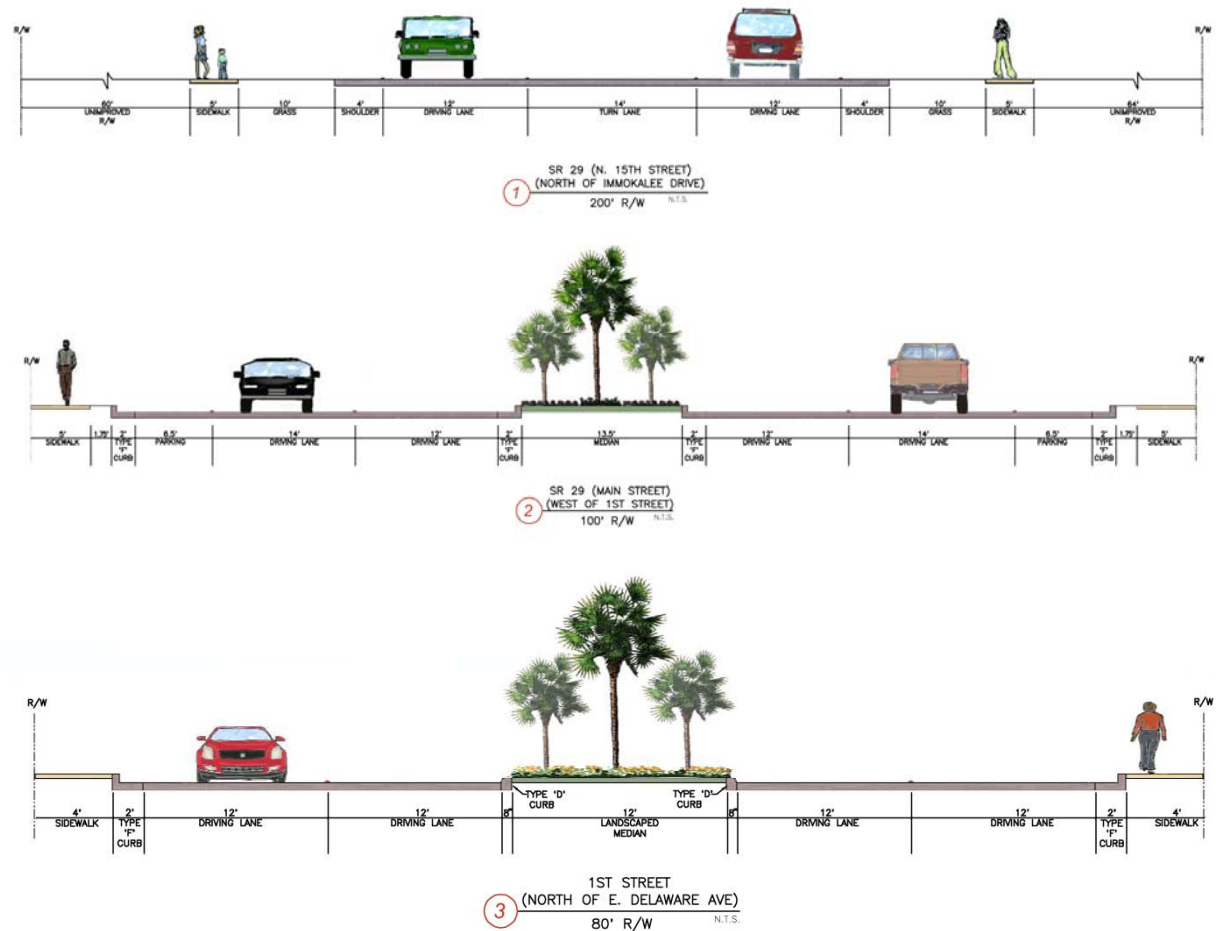 R/W R/W
60' 5' 10' 4' 12' 14' 12' 4' 10' 5' 64'
UNIMPROVED SIDEWALK GRASS SHOULDER DRIVING LANE TURN LANE DRIVING LANE SHOULDER GRASS SIDEWALK UNIMPROVED
R/W R/W
SR 29 (N. 15TH STREET)
(NORTH OF IMMOKALEE DRIVE)
1
200' R/W N.T.S.
R/W R/W
5' 1.75' 2' 6.5' 14' 12' 2' 13.5' 2' 12' 14' 6.5' 2' 1.75' 5'
SIDEWALK TYPE PARKING DRIVING LANE DRIVING LANE TYPE MEDIAN TYPE DRIVING LANE DRIVING LANE PARKING TYPE SIDEWALK
'F' 'F' 'F' 'F'
CURB CURB CURB CURB
SR 29 (MAIN STREET)
(WEST OF 1ST STREET)
2
100' R/W N.T.S.
R/W R/W
TYPE 'D' TYPE 'D'
CURB CURB
4' 2' 12' 12' 8" 12' 8" 12' 12' 2' 4'
SIDEWALK TYPE DRIVING LANE DRIVING LANE LANDSCAPED DRIVING LANE DRIVING LANE TYPE SIDEWALK
'F' MEDIAN 'F'
CURB CURB
1ST STREET
(NORTH OF E. DELAWARE AVE)
3
80' R/W N.T.S.